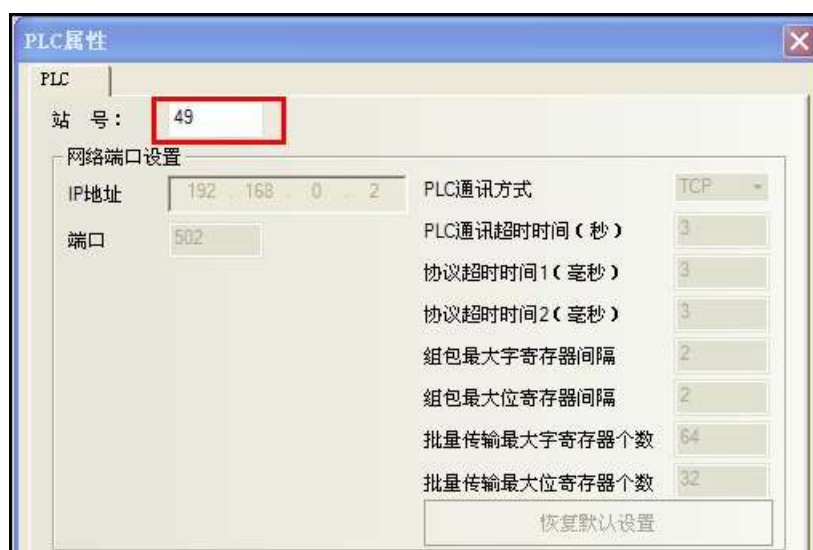 PLC属性
PLC
站 号： 49
网络端口设置
IP地址 192 . 168 . 0 . 2 PLC通讯方式 TCP
端口 502 PLC通讯超时时间（秒） 3
协议超时时间1（毫秒） 3
协议超时时间2（毫秒） 3
组包最大字寄存器间隔 2
组包最大位寄存器间隔 2
批量传输最大字寄存器个数 64
批量传输最大位寄存器个数 32
恢复默认设置